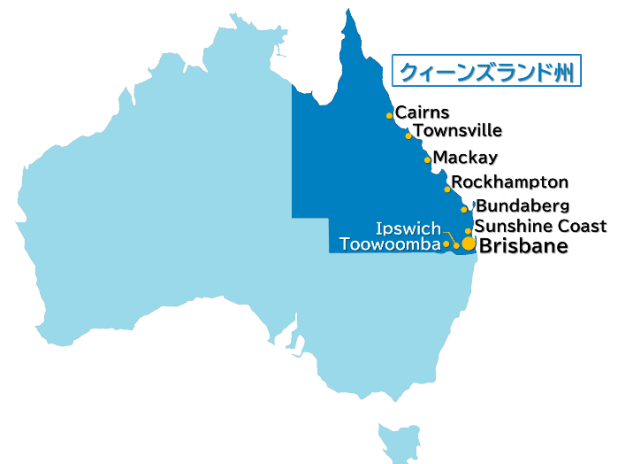 クィーンズランド州
Cairns
Townsville
Mackay
Rockhampton
Bundaberg
Sunshine Coast
Ipswich
Toowoomba
Brisbane